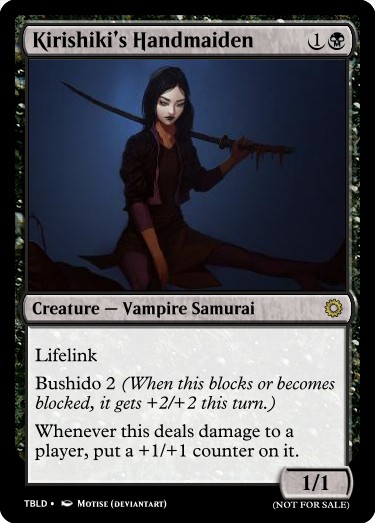 Kirishiki's Handmaiden 1
Creature — Vampire Samurai
Lifelink
Bushido 2 (When this blocks or becomes
blocked, it gets +2/+2 this turn.)
Whenever this deals damage to a
player, put a +1/+1 counter on it.
1/1
TBLD • Motise (deviantart)
(NOT FOR SALE)